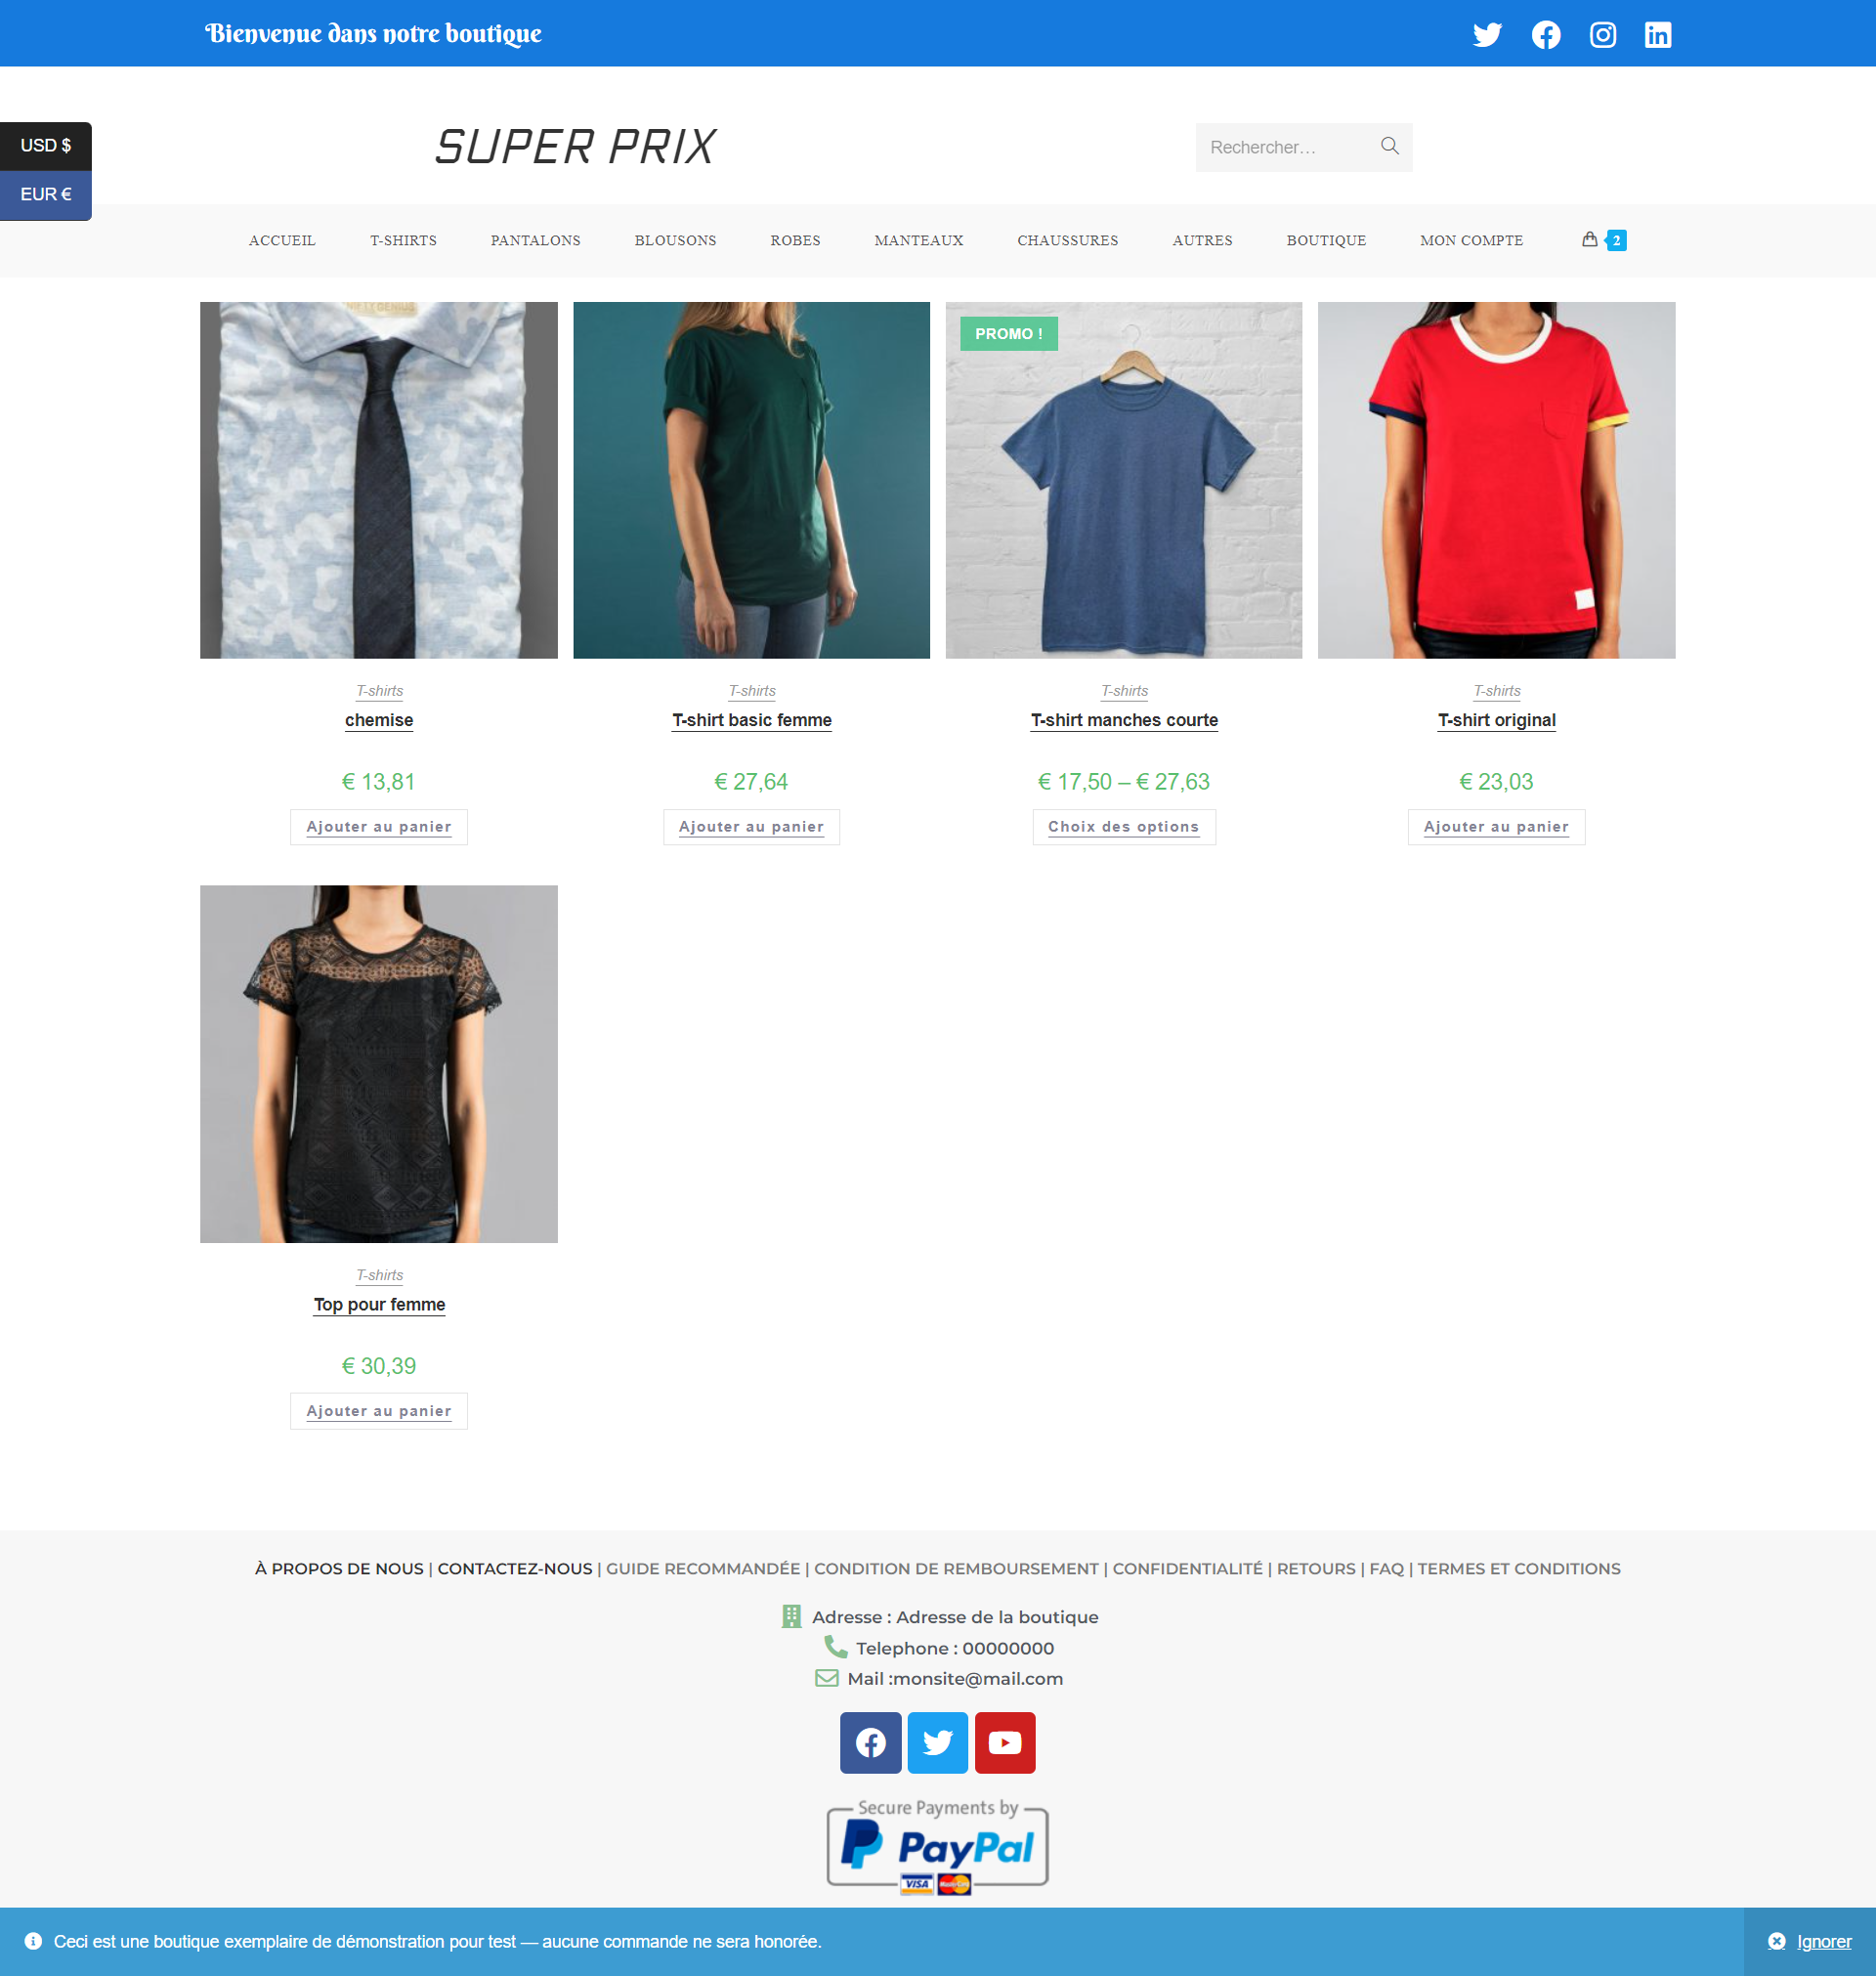 Bienvenue dans notre boutique
USD $
EUR €
SUPER PRIX
Rechercher...
ACCUEIL T-SHIRTS PANTALONS BLOUSONS ROBES MANTEAUX CHAUSSURES AUTRES BOUTIQUE MON COMPTE 2
PROMO !
T-shirts
chemise
€ 13,81
Ajouter au panier
T-shirts
T-shirt basic femme
€ 27,64
Ajouter au panier
T-shirts
T-shirt manches courte
€ 17,50 – € 27,63
Choix des options
T-shirts
T-shirt original
€ 23,03
Ajouter au panier
T-shirts
Top pour femme
€ 30,39
Ajouter au panier
À PROPOS DE NOUS | CONTACTEZ-NOUS | GUIDE RECOMMANDÉE | CONDITION DE REMBOURSEMENT | CONFIDENTIALITÉ | RETOURS | FAQ | TERMES ET CONDITIONS
Adresse : Adresse de la boutique
Telephone : 00000000
Mail :monsite@mail.com
Secure Payments by
PayPal
VISA MasterCard
Ceci est une boutique exemplaire de démonstration pour test — aucune commande ne sera honorée.
Ignorer